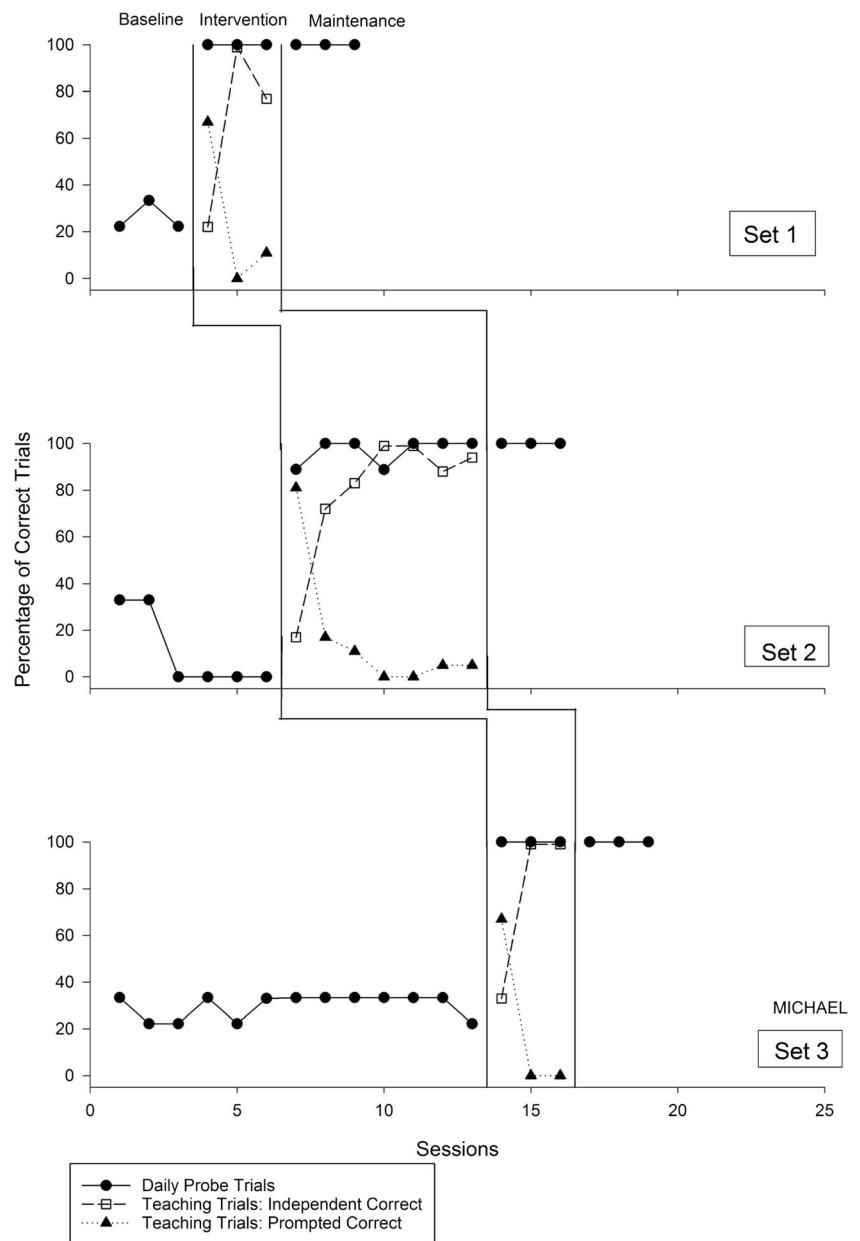 Baseline Intervention Maintenance
100
80
60
40
20
0
Set 1
Percentage of Correct Trials
100
80
60
40
20
0
Set 2
100
80
60
40
20
0
MICHAEL
Set 3
0 5 10 15 20 25
Sessions
Daily Probe Trials
Teaching Trials: Independent Correct
Teaching Trials: Prompted Correct